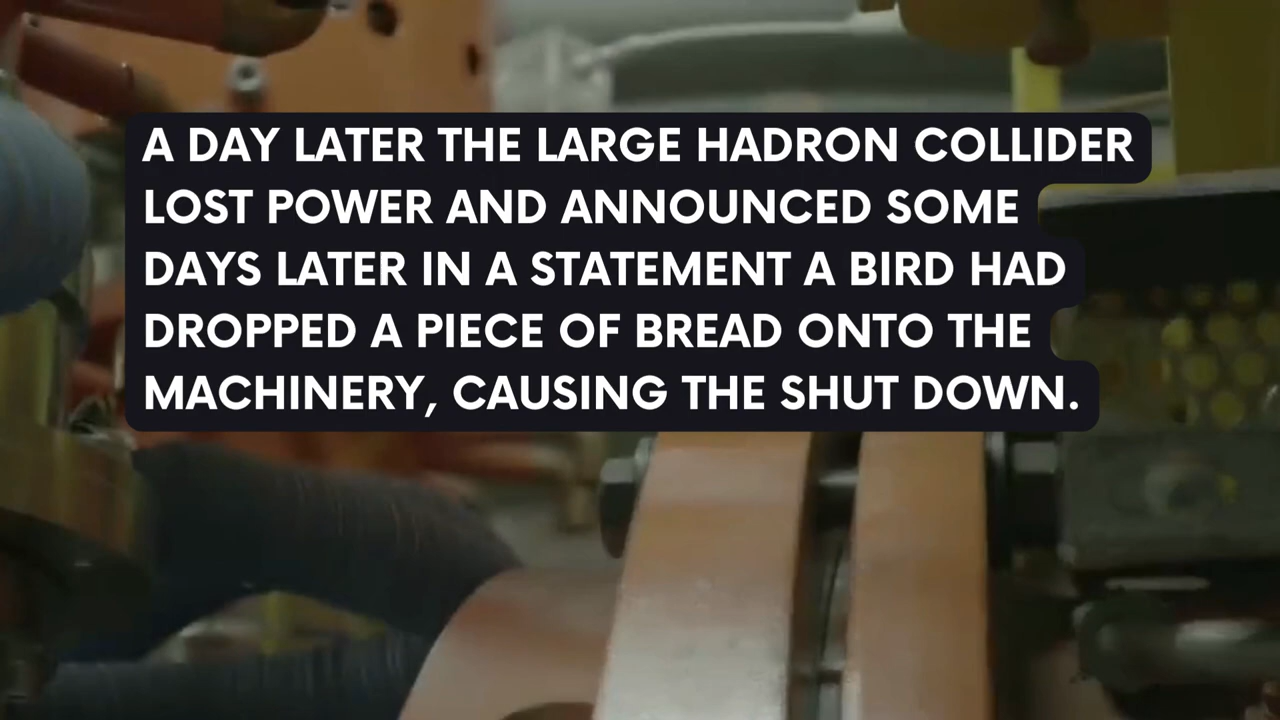 A DAY LATER THE LARGE HADRON COLLIDER
LOST POWER AND ANNOUNCED SOME
DAYS LATER IN A STATEMENT A BIRD HAD
DROPPED A PIECE OF BREAD ONTO THE
MACHINERY, CAUSING THE SHUT DOWN.